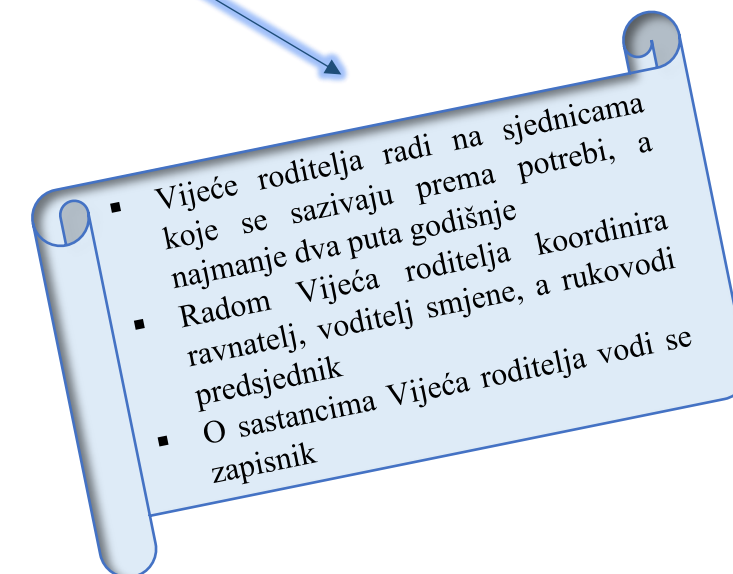 ▪ Vijeće roditelja radi na sjednicama
koje se sazivaju prema potrebi, a
najmanje dva puta godišnje
▪ Radom Vijeća roditelja koordinira
ravnatelj, voditelj smjene, a rukovodi
predsjednik
▪ O sastancima Vijeća roditelja vodi se
zapisnik